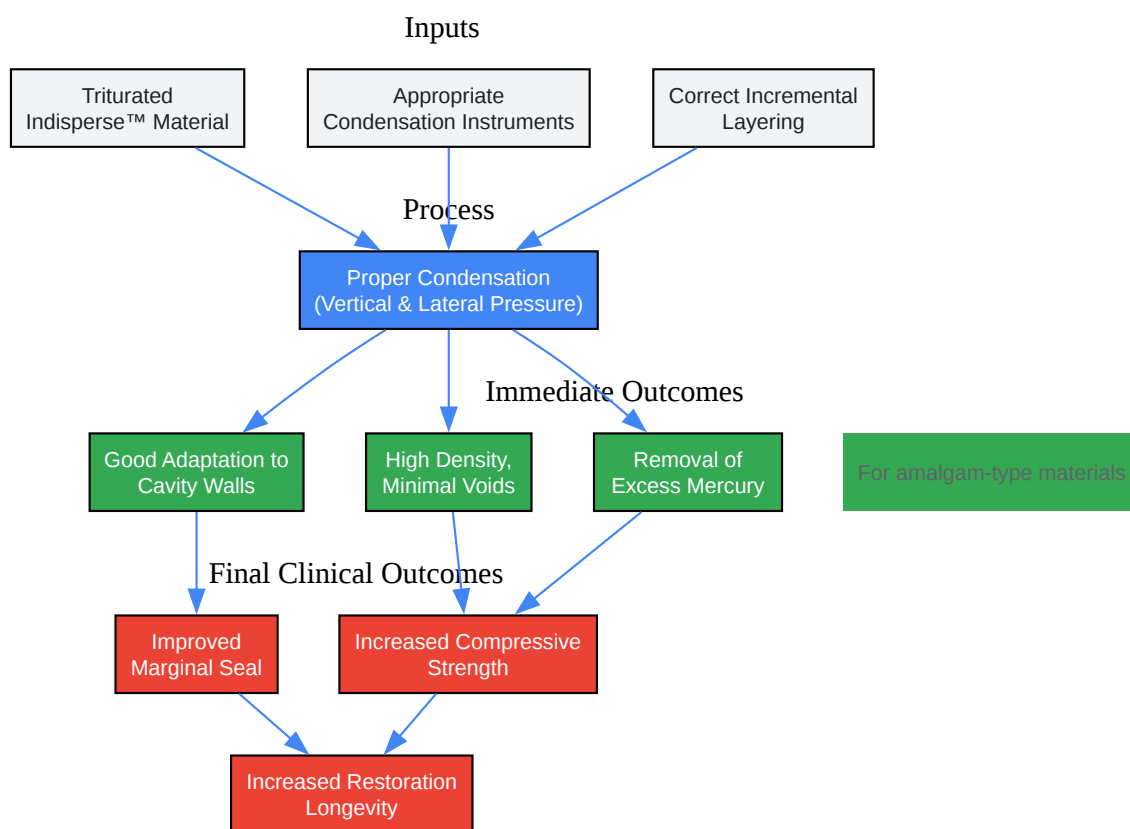 Inputs
Triturated
Indisperse™ Material
Appropriate
Condensation Instruments
Correct Incremental
Layering
Process
Proper Condensation
(Vertical & Lateral Pressure)
Immediate Outcomes
Good Adaptation to
Cavity Walls
High Density,
Minimal Voids
Removal of
Excess Mercury
For amalgam-type materials
Final Clinical Outcomes
Improved
Marginal Seal
Increased Compressive
Strength
Increased Restoration
Longevity